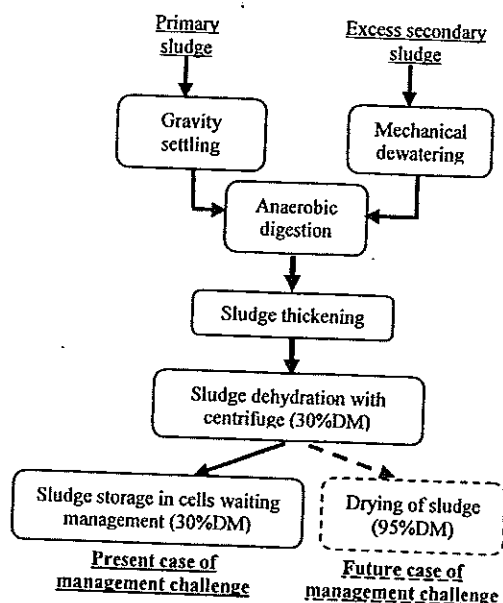 Primary
sludge
Excess secondary
sludge
Gravity
settling
Mechanical
dewatering
Anaerobic
digestion
Sludge thickening
Sludge dehydration with
centrifuge (30%DM)
Sludge storage in cells waiting
management (30%DM)
Drying of sludge
(95%DM)
Present case of
management challenge
Future case of
management challenge